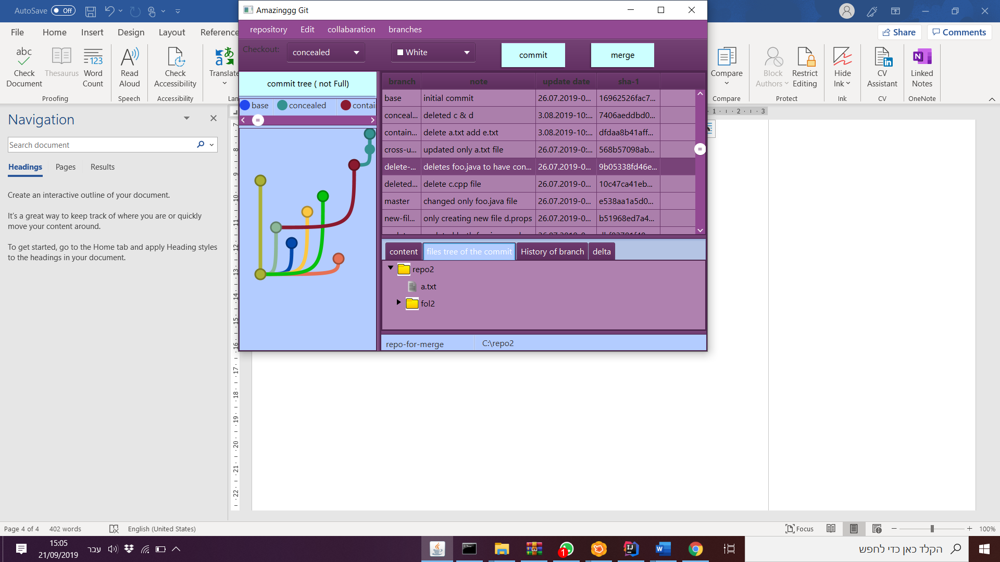 AutoSave Off
Amazinggg Git
File Home Insert Design Layout Reference
Share Comments
repository Edit collabaration branches
Checkout: concealed White commit merge
abc
Check Document
Thesaurus
123
Word Count
Proofing
Read Aloud
Speech
Check Accessibility
Accessibility
Translate
Lan
Compare
Compare
Block Authors
Restrict Editing
Protect
Hide Ink
Ink
CV Assistant
CV
Linked Notes
OneNote
commit tree ( not Full)
base concealed contai
branch note update date sha-1
base initial commit 26.07.2019-0... 16962526fac7...
conceal... deleted c & d 3.08.2019-10:... 7406aeddbd0...
contain... delete a.txt add e.txt 3.08.2019-10:... dfdaa8b41aff...
cross-u... updated only a.txt file 26.07.2019-0:... 568b57098ab...
delete-... deletes foo.java to have con... 26.07.2019-0... 9b05338fd46e...
deleted... delete c.cpp file 26.07.2019-0... 10c47ca41eb...
master changed only foo.java file 26.07.2019-0... e538aa1a5d0...
new-fil... only creating new file d.props 26.07.2019-0... b51968ed7a4...
content files tree of the commit History of branch delta
repo2
a.txt
fol2
repo-for-merge C:\repo2
Navigation
Search document
Headings Pages Results
Create an interactive outline of your document.
It's a great way to keep track of where you are or quickly
move your content around.
To get started, go to the Home tab and apply Heading styles
to the headings in your document.
1 2 3
7
8
9
10
11
12
13
14
15
16
17
18
19
20
21
22
Page 4 of 4 402 words English (United States) Focus 100%
15:05
21/09/2019
עבר
1
הקלד כאן כדי לחפש